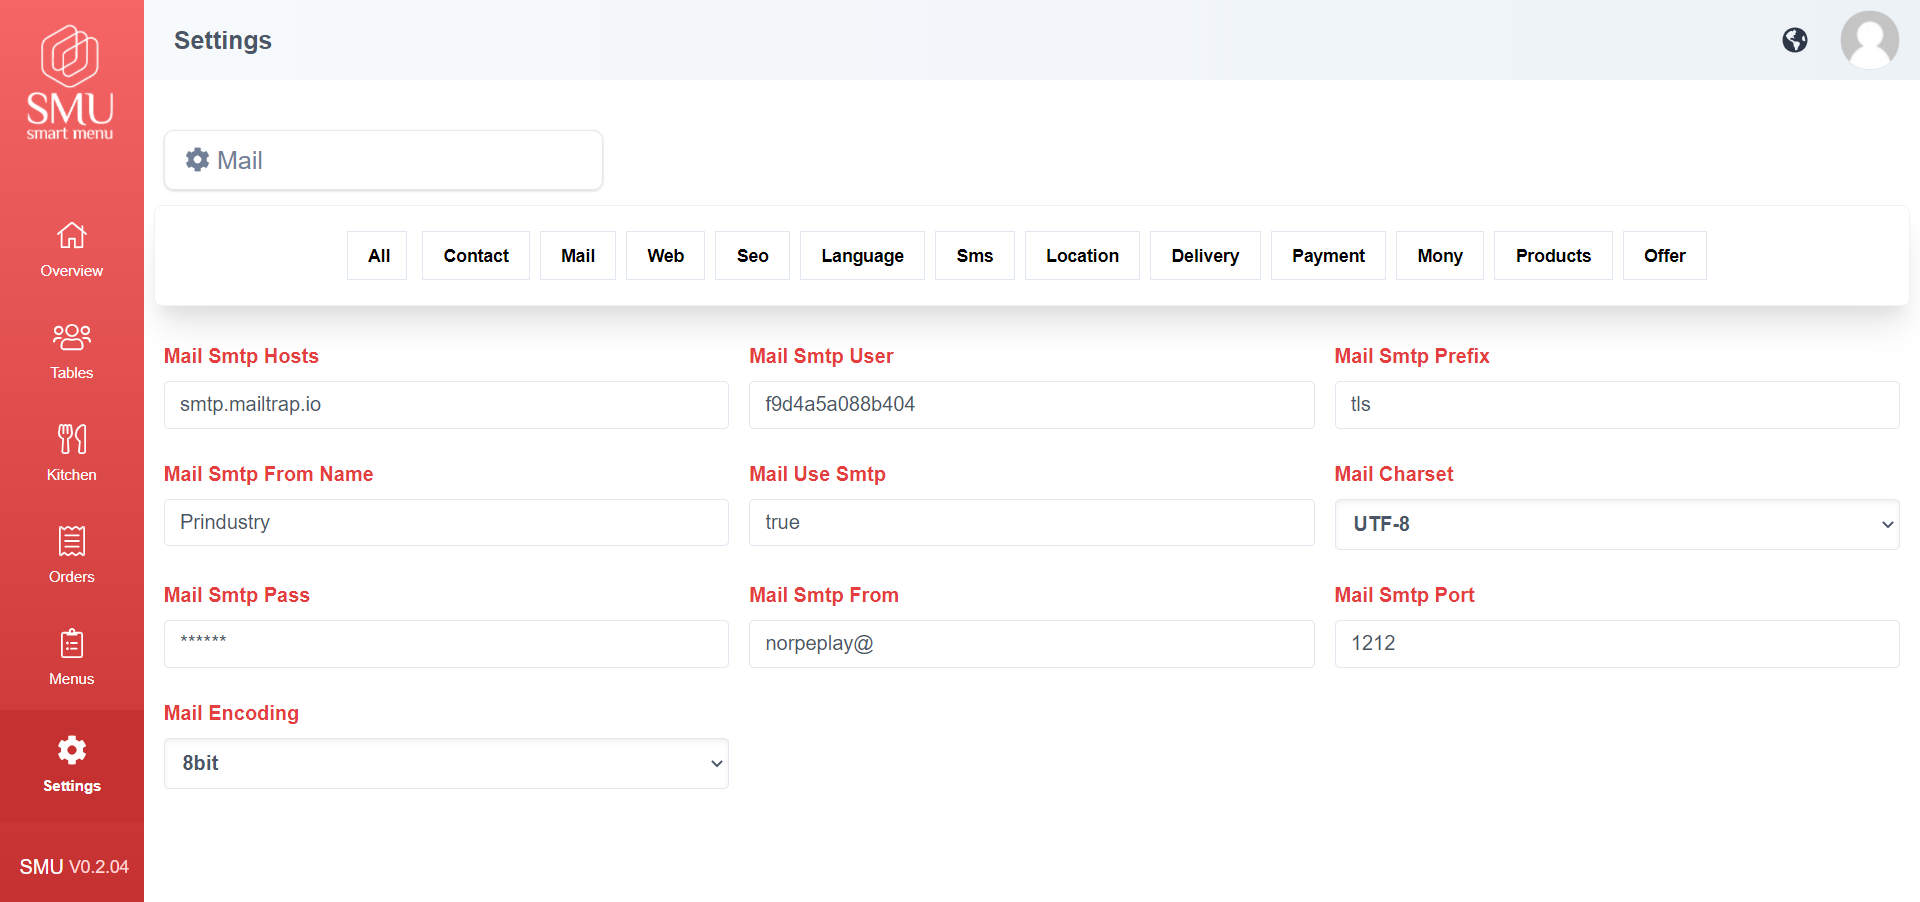 SMU
smart menu
Overview
Tables
Kitchen
Orders
Menus
Settings
SMU V0.2.04
Settings
Mail
All Contact Mail Web Seo Language Sms Location Delivery Payment Mony Products Offer
Mail Smtp Hosts Mail Smtp User Mail Smtp Prefix
smtp.mailtrap.io f9d4a5a088b404 tls
Mail Smtp From Name Mail Use Smtp Mail Charset
Prindustry true UTF-8
Mail Smtp Pass Mail Smtp From Mail Smtp Port
****** norpeplay@ 1212
Mail Encoding
8bit